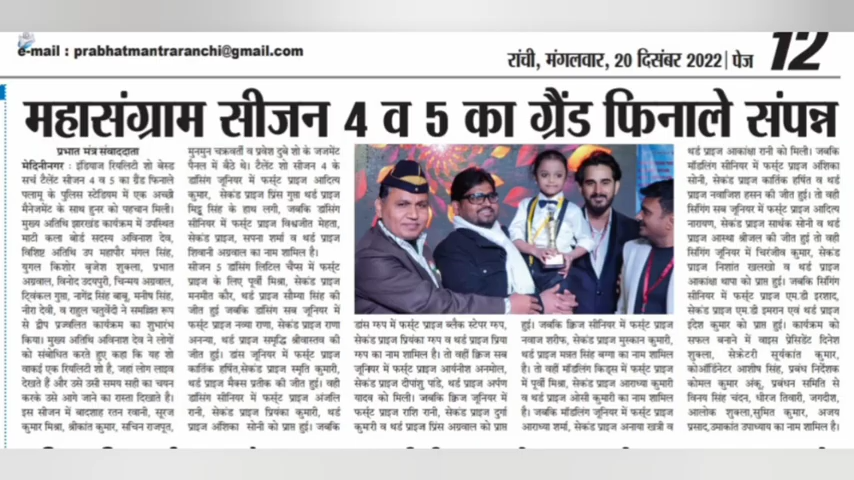 e-mail : prabhatmantraranchi@gmail.com
रांची, मंगलवार, 20 दिसंबर 2022| पेज 12
महासंग्राम सीजन 4 व 5 का ग्रैंड फिनाले संपन्न
प्रभात मंत्र संवाददाता
मेदिनीनगर : इंडियाज रियलिटी शो बेस्ड
सर्च टैलेंट सीजन 4 व 5 का ग्रैंड फिनाले
पलामू के पुलिस स्टेडियम में एक अच्छी
मैनेजमेंट के साथ हुनर को पहचान मिली।
मुख्य अतिथि झारखंड कार्यक्रम में उपस्थित
माटी कला बोर्ड सदस्य अविनाश देव,
विशिष्ट अतिथि उप महापौर मंगल सिंह,
युगल किशोर बृजेश शुक्ला, प्रभात
अग्रवाल, विनोद उदयपुरी, चिन्मय अग्रवाल,
ट्विंकल गुप्ता, नागेंद्र सिंह बाबू, मनीष सिंह,
नीरा देवी, व राहुल चतुर्वेदी ने सम्मिलित रूप
से द्वीप प्रज्वलित कार्यक्रम का शुभारंभ
किया। मुख्य अतिथि अविनाश देव ने लोगों
को संबोधित करते हुए कहा कि यह शो
वाकई एक रियलिटी शो है, जहां लोग लाइव
देखते हैं और उसे उसी समय सही का चयन
करके उसे आगे जाने का रास्ता दिखाते है।
इस सीजन में बादशाह रतन रवानी, सूरज
कुमार मिश्रा, श्रीकांत कुमार, सचिन राजपूत,
मुनमुन चक्रवर्ती व प्रवेश दुबे शो के जजमेंट
पैनल में बैठे थे। टैलेंट शो सीजन 4 के
डांसिंग जूनियर में फर्स्ट प्राइज आदित्य
कुमार, सेकंड प्राइज प्रिंस गुप्ता थर्ड प्राइज
मिट्ठू सिंह के हाथ लगी, जबकि डांसिंग
सीनियर में फर्स्ट प्राइज विश्वजीत मेहता,
सेकंड प्राइज, सपना शर्मा व थर्ड प्राइज
शिवानी अग्रवाल का नाम शामिल है।
सीजन 5 डांसिंग लिटिल चैंप्स में फर्स्ट
प्राइज के लिए पूर्वी मिश्रा, सेकंड प्राइज
मनमीत कौर, थर्ड प्राइज सौम्या सिंह की
जीत हुई जबकि डांसिंग सब जूनियर में
फर्स्ट प्राइज नव्या राणा, सेकंड प्राइज राणा
अनन्या, थर्ड प्राइज समृद्धि श्रीवास्तव की
जीत हुई। डांस जूनियर में फर्स्ट प्राइज
कार्तिक हर्षित,सेकंड प्राइज स्मृति कुमारी,
थर्ड प्राइज मैक्स प्रतीक की जीत हुई। वही
डांसिंग सीनियर में फर्स्ट प्राइज अंजलि
रानी, सेकंड प्राइज प्रियंका कुमारी, थर्ड
प्राइज अंशिका सोनी को प्राप्त हुई। जबकि
डांस ग्रुप में फर्स्ट प्राइज ब्लैक स्टेपर ग्रुप,
सेकंड प्राइज प्रियंका ग्रुप व थर्ड प्राइज प्रिया
ग्रुप का नाम शामिल है। तो वहीं क्रिज सब
जूनियर में फर्स्ट प्राइज आर्यनीश अनमोल,
सेकंड प्राइज दीपांशु पांडे, थर्ड प्राइज अर्पण
यादव को मिली। जबकि क्रिज जूनियर में
फर्स्ट प्राइज राशि रानी, सेकंड प्राइज दुर्गा
कुमारी व थर्ड प्राइज प्रिंस अग्रवाल को प्राप्त
हुई। जबकि क्रिज सीनियर में फर्स्ट प्राइज
नवाज शरीफ, सेकंड प्राइज मुस्कान कुमारी,
थर्ड प्राइज मन्नत सिंह बग्गा का नाम शामिल
है। तो वहीं मॉडलिंग किड्स में फर्स्ट प्राइज
में पूर्वी मिश्रा, सेकंड प्राइज आराध्या कुमारी
व थर्ड प्राइज ओसी कुमारी का नाम शामिल
है। जबकि मॉडलिंग जूनियर में फर्स्ट प्राइज
आराध्या शर्मा, सेकंड प्राइज अनाया खत्री व
थर्ड प्राइज आकांक्षा रानी को मिली। जबकि
मॉडलिंग सीनियर में फर्स्ट प्राइज अंशिका
सोनी, सेकंड प्राइज कार्तिक हर्षित व थर्ड
प्राइज नवाजिश हसन की जीत हुई। तो वही
सिंगिंग सब जूनियर में फर्स्ट प्राइज आदित्य
नारायण, सेकंड प्राइज सार्थक सोनी व थर्ड
प्राइज आस्था श्रीजल की जीत हुई तो वही
सिंगिंग जूनियर में चिरंजीव कुमार, सेकंड
प्राइज निशांत खलखो व थर्ड प्राइज
आकांक्षा थापा को प्राप्त हुई। जबकि सिंगिंग
सीनियर में फर्स्ट प्राइज एम.डी इरशाद,
सेकंड प्राइज एम.डी इमरान एवं थर्ड प्राइज
इंदेश कुमार को प्राप्त हुई। कार्यक्रम को
सफल बनाने में वाइस प्रेसिडेंट दिनेश
शुक्ला, सेक्रेटरी सूर्यकांत कुमार,
कोऑर्डिनेटर आशीष सिंह, प्रबंध निर्देशक
कोमल कुमार अंकु, प्रबंधन समिति से
विनय सिंह चंदन, धीरज तिवारी, जगदीश,
आलोक शुक्ला,सुमित कुमार, अजय
प्रसाद,उमाकांत उपाध्याय का नाम शामिल है।